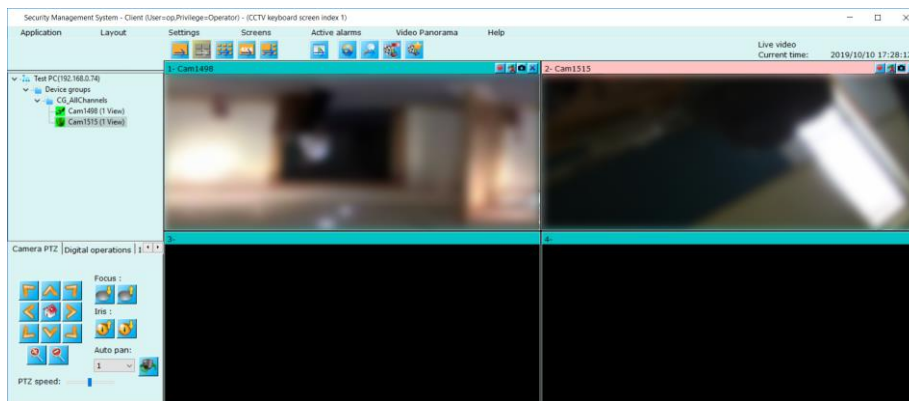 Security Management System - Client (User=op,Privilege=Operator) - (CCTV keyboard screen index 1)
Application Layout Settings Screens Active alarms Video Panorama Help
Live video
Current time: 2019/10/10 17:28:13
Test PC(192.168.0.74)
Device groups
CG_AllChannels
Cam1498 (1 View)
Cam1515 (1 View)
1- Cam1498
2- Cam1515
3-
4-
Camera PTZ Digital operations
Focus :
Iris :
Auto pan:
1
PTZ speed: